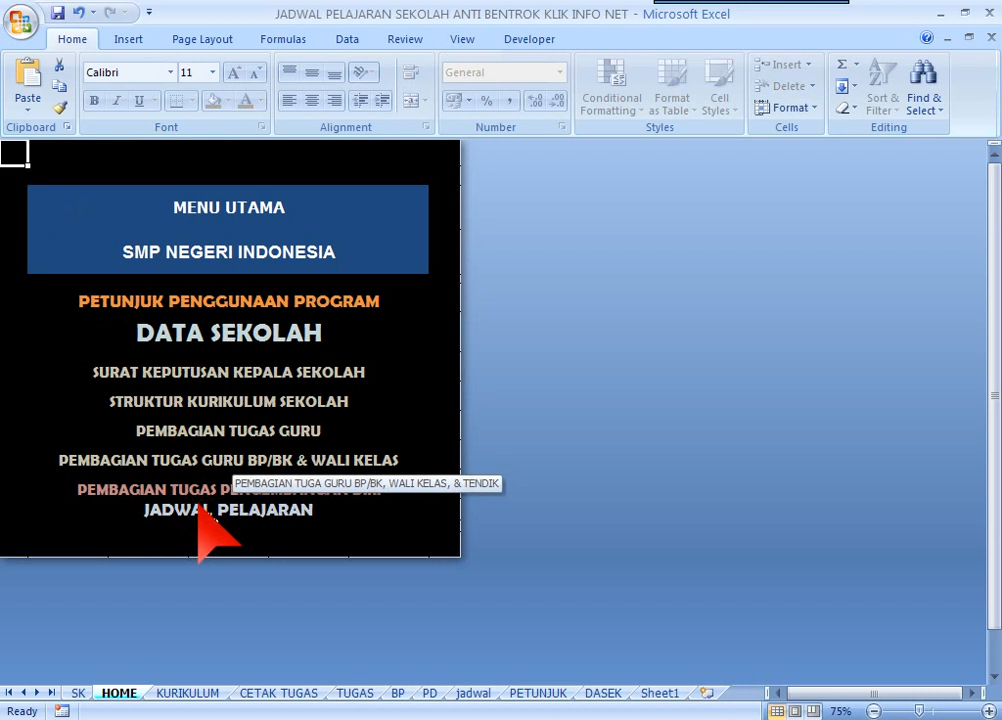 JADWAL PELAJARAN SEKOLAH ANTI BENTROK KLIK INFO NET - Microsoft Excel
Home Insert Page Layout Formulas Data Review View Developer
Calibri 11 General
Insert
Delete
Format
B I U
Paste Conditional Formatting Format as Table Cell Styles Sort & Filter Find & Select
Clipboard Font Alignment Number Styles Cells Editing
MENU UTAMA
SMP NEGERI INDONESIA
PETUNJUK PENGGUNAAN PROGRAM
DATA SEKOLAH
SURAT KEPUTUSAN KEPALA SEKOLAH
STRUKTUR KURIKULUM SEKOLAH
PEMBAGIAN TUGAS GURU
PEMBAGIAN TUGAS GURU BP/BK & WALI KELAS
PEMBAGIAN TUGA GURU BP/BK, WALI KELAS, & TENDIK
PEMBAGIAN TUGAS
JADWAL PELAJARAN
SK HOME KURIKULUM CETAK TUGAS TUGAS BP PD jadwal PETUNJUK DASEK Sheet1
Ready 75%